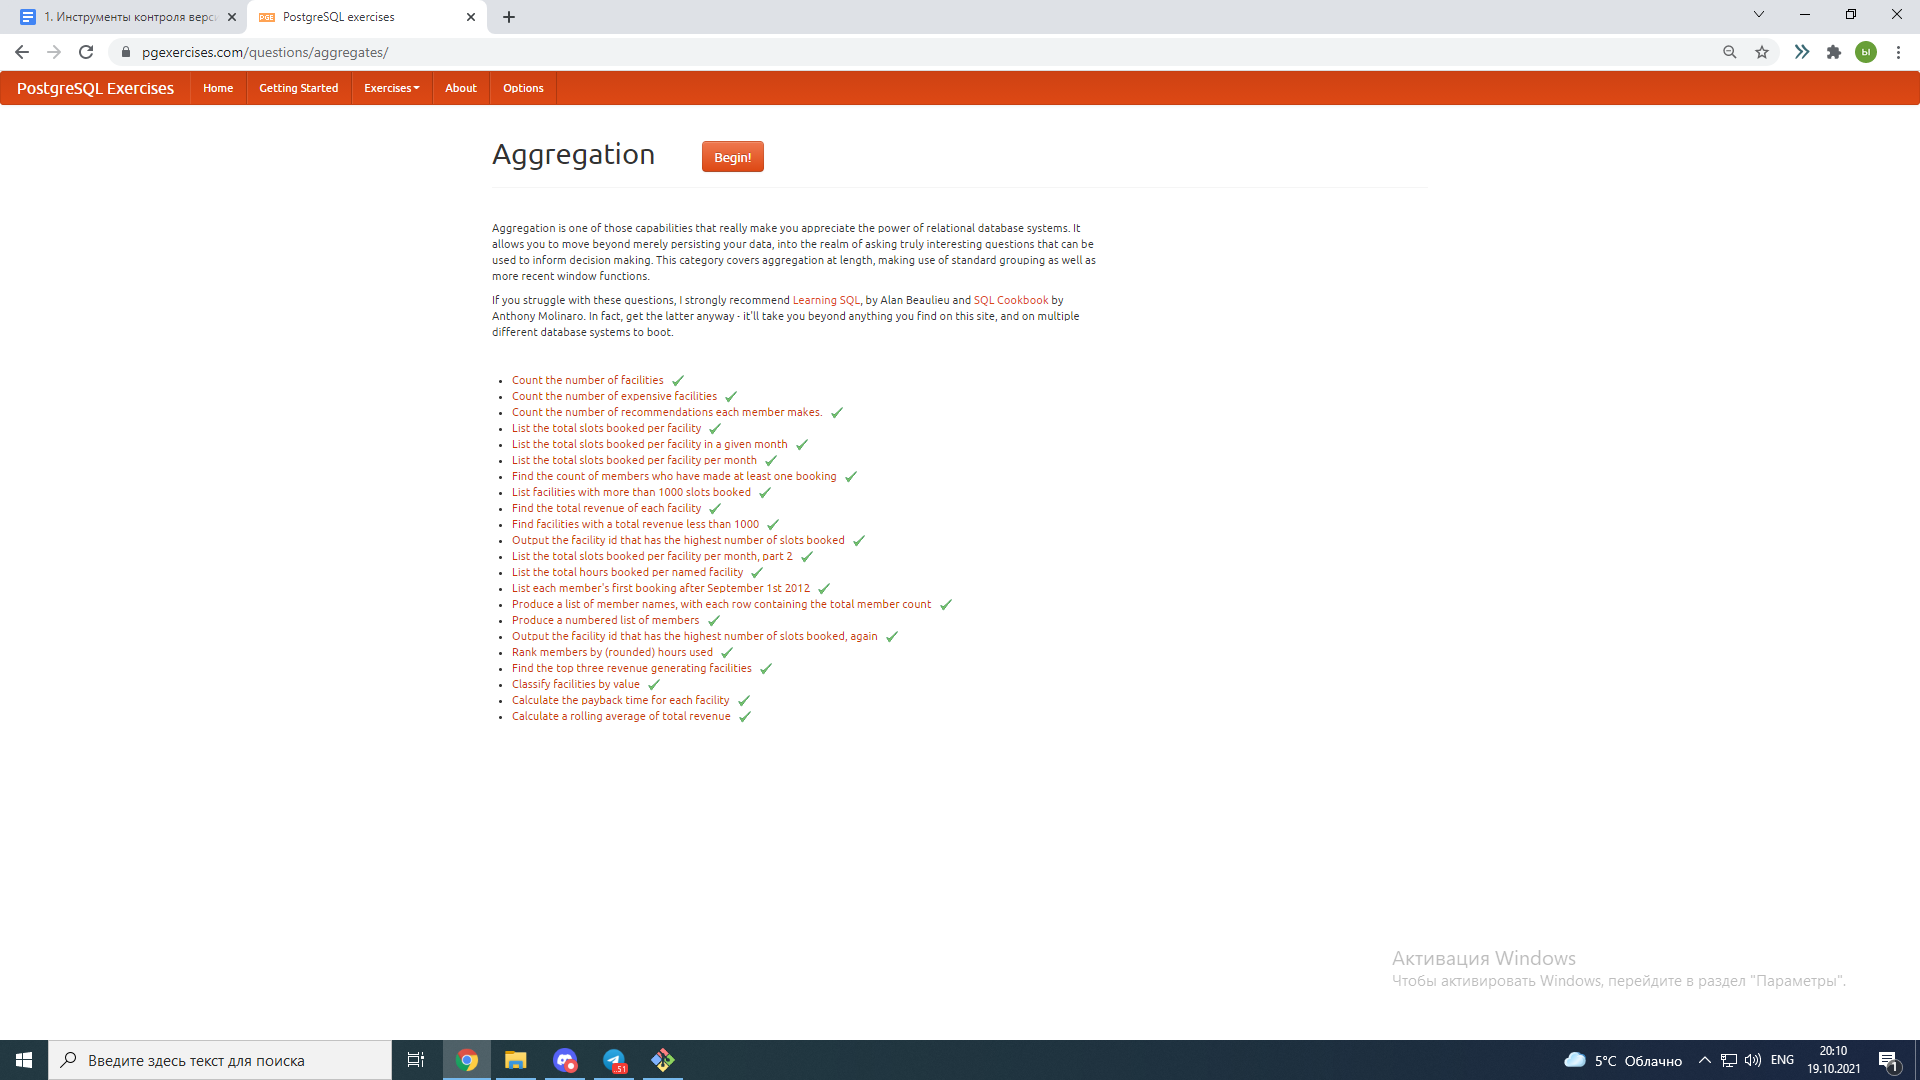 1. Инструменты контроля верси
PGE PostgreSQL exercises
pgexercises.com/questions/aggregates/
Ы
PostgreSQL Exercises Home Getting Started Exercises About Options
Aggregation Begin!
Aggregation is one of those capabilities that really make you appreciate the power of relational database systems. It
allows you to move beyond merely persisting your data, into the realm of asking truly interesting questions that can be
used to inform decision making. This category covers aggregation at length, making use of standard grouping as well as
more recent window functions.
If you struggle with these questions, I strongly recommend Learning SQL, by Alan Beaulieu and SQL Cookbook by
Anthony Molinaro. In fact, get the latter anyway - it'll take you beyond anything you find on this site, and on multiple
different database systems to boot.
Count the number of facilities
Count the number of expensive facilities
Count the number of recommendations each member makes.
List the total slots booked per facility
List the total slots booked per facility in a given month
List the total slots booked per facility per month
Find the count of members who have made at least one booking
List facilities with more than 1000 slots booked
Find the total revenue of each facility
Find facilities with a total revenue less than 1000
Output the facility id that has the highest number of slots booked
List the total slots booked per facility per month, part 2
List the total hours booked per named facility
List each member's first booking after September 1st 2012
Produce a list of member names, with each row containing the total member count
Produce a numbered list of members
Output the facility id that has the highest number of slots booked, again
Rank members by (rounded) hours used
Find the top three revenue generating facilities
Classify facilities by value
Calculate the payback time for each facility
Calculate a rolling average of total revenue
Активация Windows
Чтобы активировать Windows, перейдите в раздел "Параметры".
Введите здесь текст для поиска
51
5°C Облачно
ENG
20:10
19.10.2021
1